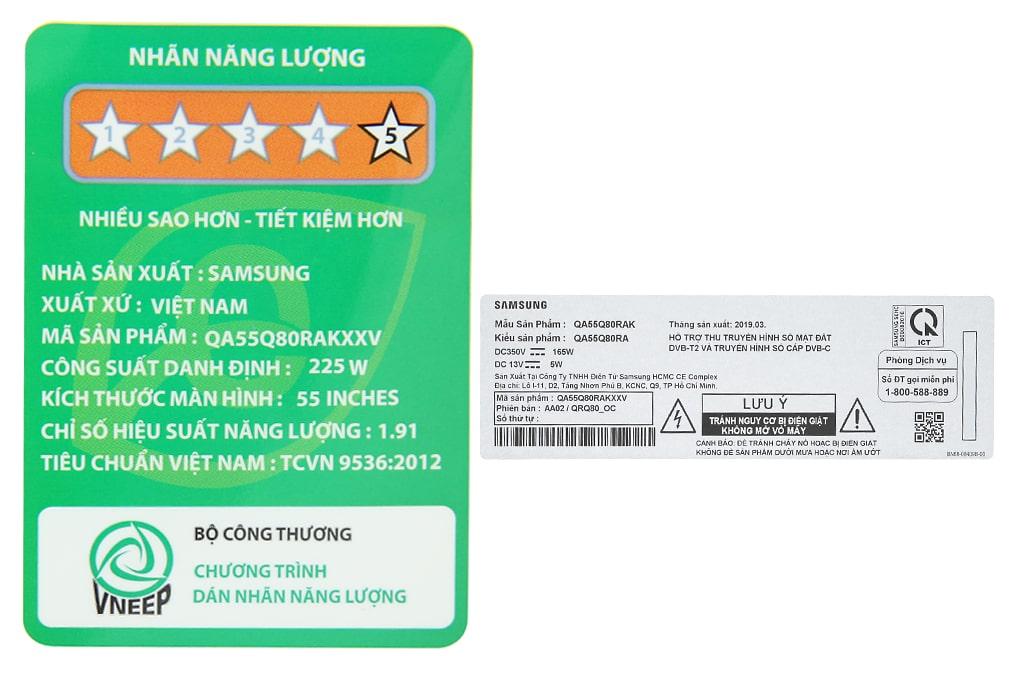 NHÃN NĂNG LƯỢNG
1 2 3 4 5
NHIỀU SAO HƠN - TIẾT KIỆM HƠN
NHÀ SẢN XUẤT : SAMSUNG
XUẤT XỨ : VIỆT NAM
MÃ SẢN PHẨM : QA55Q80RAKXXV
CÔNG SUẤT DANH ĐỊNH : 225 W
KÍCH THƯỚC MÀN HÌNH : 55 INCHES
CHỈ SỐ HIỆU SUẤT NĂNG LƯỢNG : 1.91
TIÊU CHUẨN VIỆT NAM : TCVN 9536:2012
VNEEP
BỘ CÔNG THƯƠNG
CHƯƠNG TRÌNH
DÁN NHÃN NĂNG LƯỢNG
SAMSUNG
Mẫu Sản Phẩm : QA55Q80RAK
Kiểu sản phẩm : QA55Q80RA
DC350V 165W
DC 13V 5W
Tháng sản xuất: 2019.03.
HỖ TRỢ THU TRUYỀN HÌNH SỐ MẶT ĐẤT
DVB-T2 VÀ TRUYỀN HÌNH SỐ CÁP DVB-C
Sản Xuất Tại Công Ty TNHH Điện Tử Samsung HCMC CE Complex
Địa chỉ: Lô I-11, D2, Tăng Nhơn Phú B, KCNC, Q9, TP Hồ Chí Minh.
Mã sản phẩm : QA55Q80RAKXXV
Phiên bản : AA02 / QRQ80_OC
Số thứ tự :
LƯU Ý
TRÁNH NGUY CƠ BỊ ĐIỆN GIẬT
KHÔNG MỞ VỎ MÁY
CẢNH BÁO: ĐỂ TRÁNH CHÁY NỔ HOẶC BỊ ĐIỆN GIẬT
KHÔNG ĐỂ SẢN PHẨM DƯỚI MƯA HOẶC NƠI ẨM ƯỚT
ICT
Phòng Dịch vụ
Số ĐT gọi miễn phí
1-800-588-889